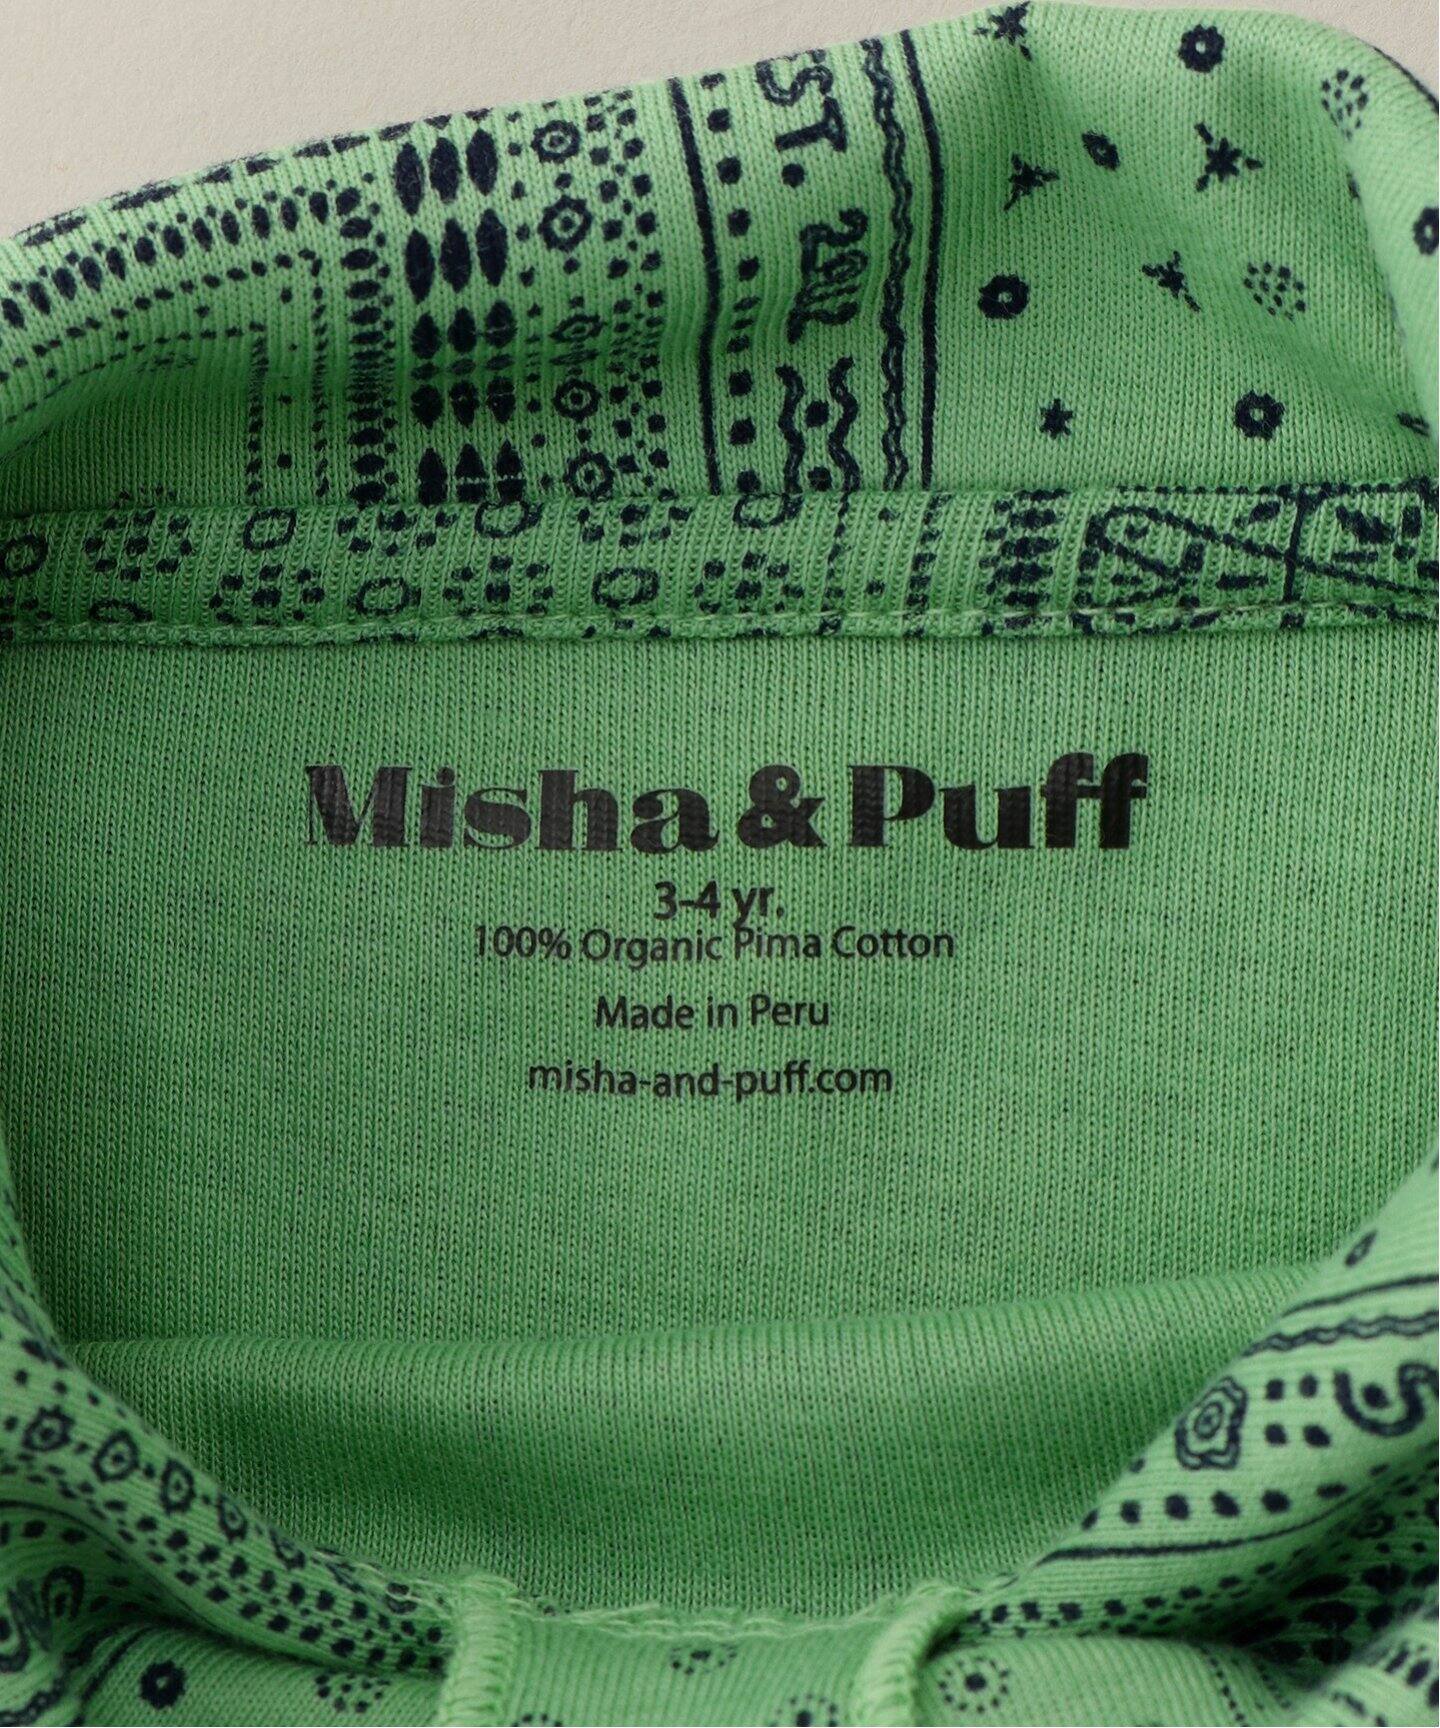 EST. 2012
Misha & Puff
3-4 yr.
100% Organic Pima Cotton
Made in Peru
misha-and-puff.com